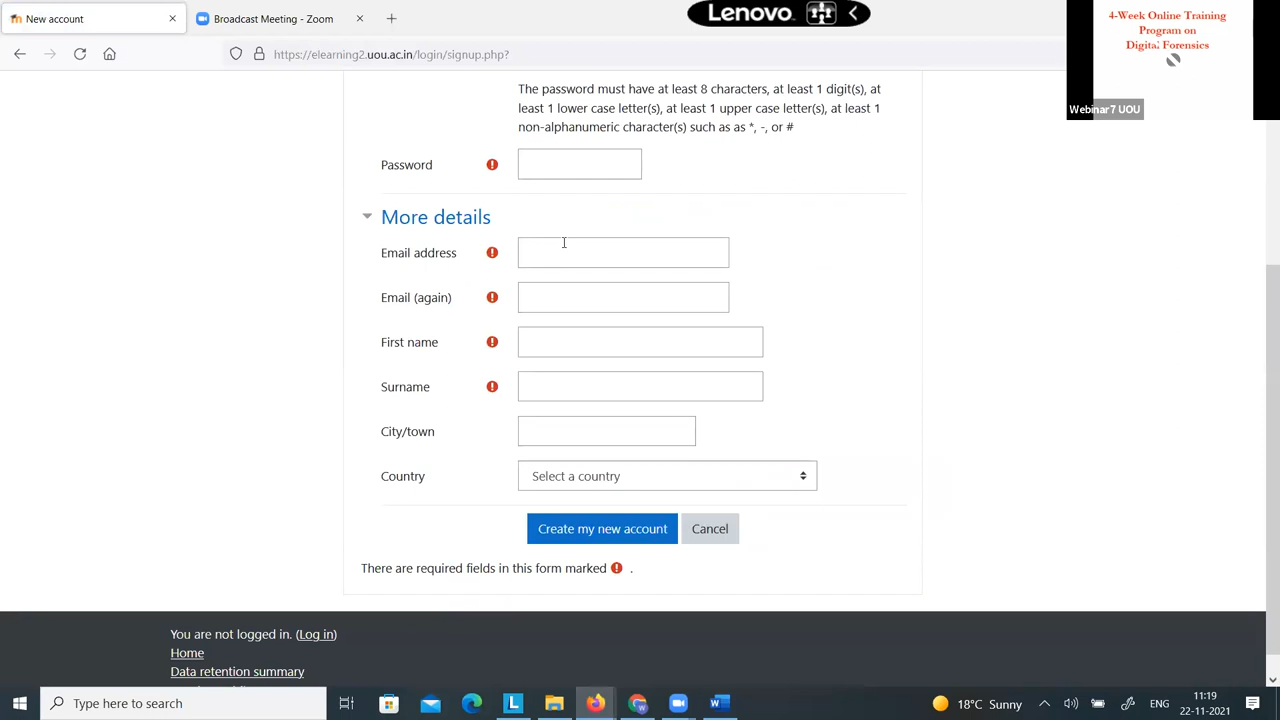 New account
Broadcast Meeting - Zoom
Lenovo
https://elearning2.uou.ac.in/login/signup.php?
4-Week Online Training
Program on
Digital Forensics
Webinar7 UOU
The password must have at least 8 characters, at least 1 digit(s), at
least 1 lower case letter(s), at least 1 upper case letter(s), at least 1
non-alphanumeric character(s) such as as *, -, or #
Password
More details
Email address
Email (again)
First name
Surname
City/town
Country
Select a country
Create my new account
Cancel
There are required fields in this form marked .
You are not logged in. (Log in)
Home
Data retention summary
Type here to search
18°C Sunny
ENG
11:19
22-11-2021